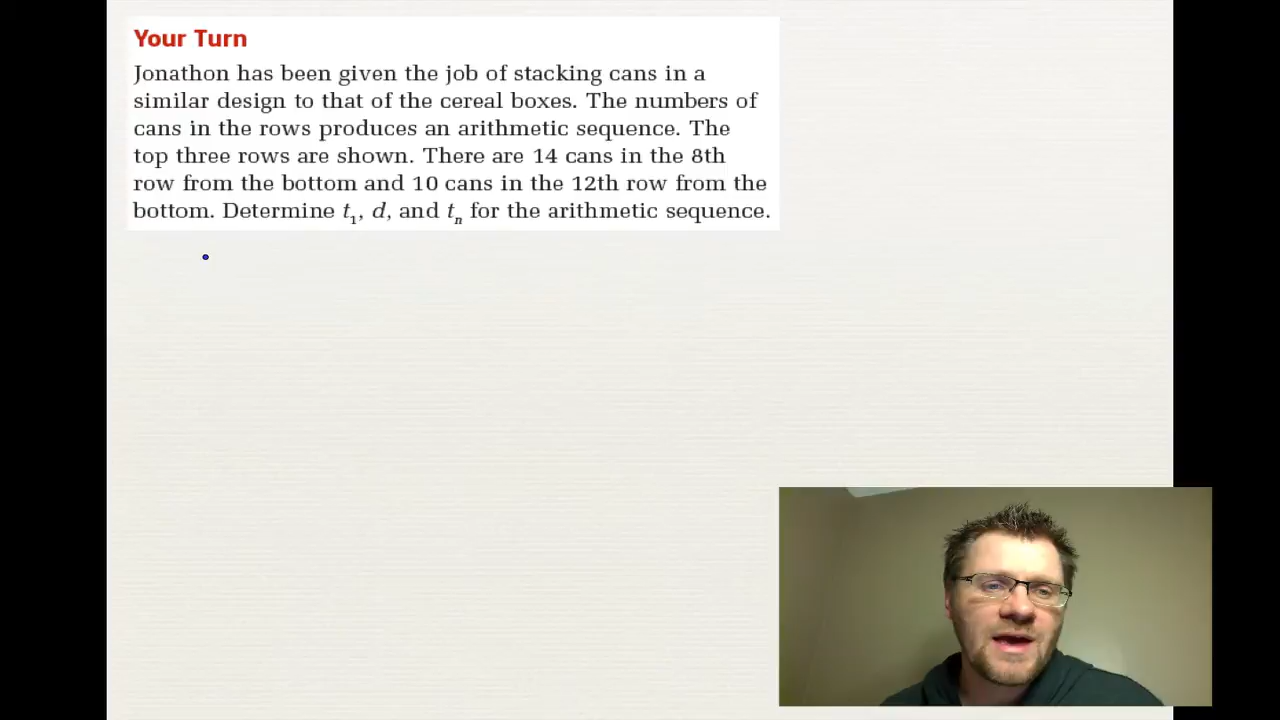 Your Turn
Jonathon has been given the job of stacking cans in a
similar design to that of the cereal boxes. The numbers of
cans in the rows produces an arithmetic sequence. The
top three rows are shown. There are 14 cans in the 8th
row from the bottom and 10 cans in the 12th row from the
bottom. Determine t₁, d, and tₙ for the arithmetic sequence.